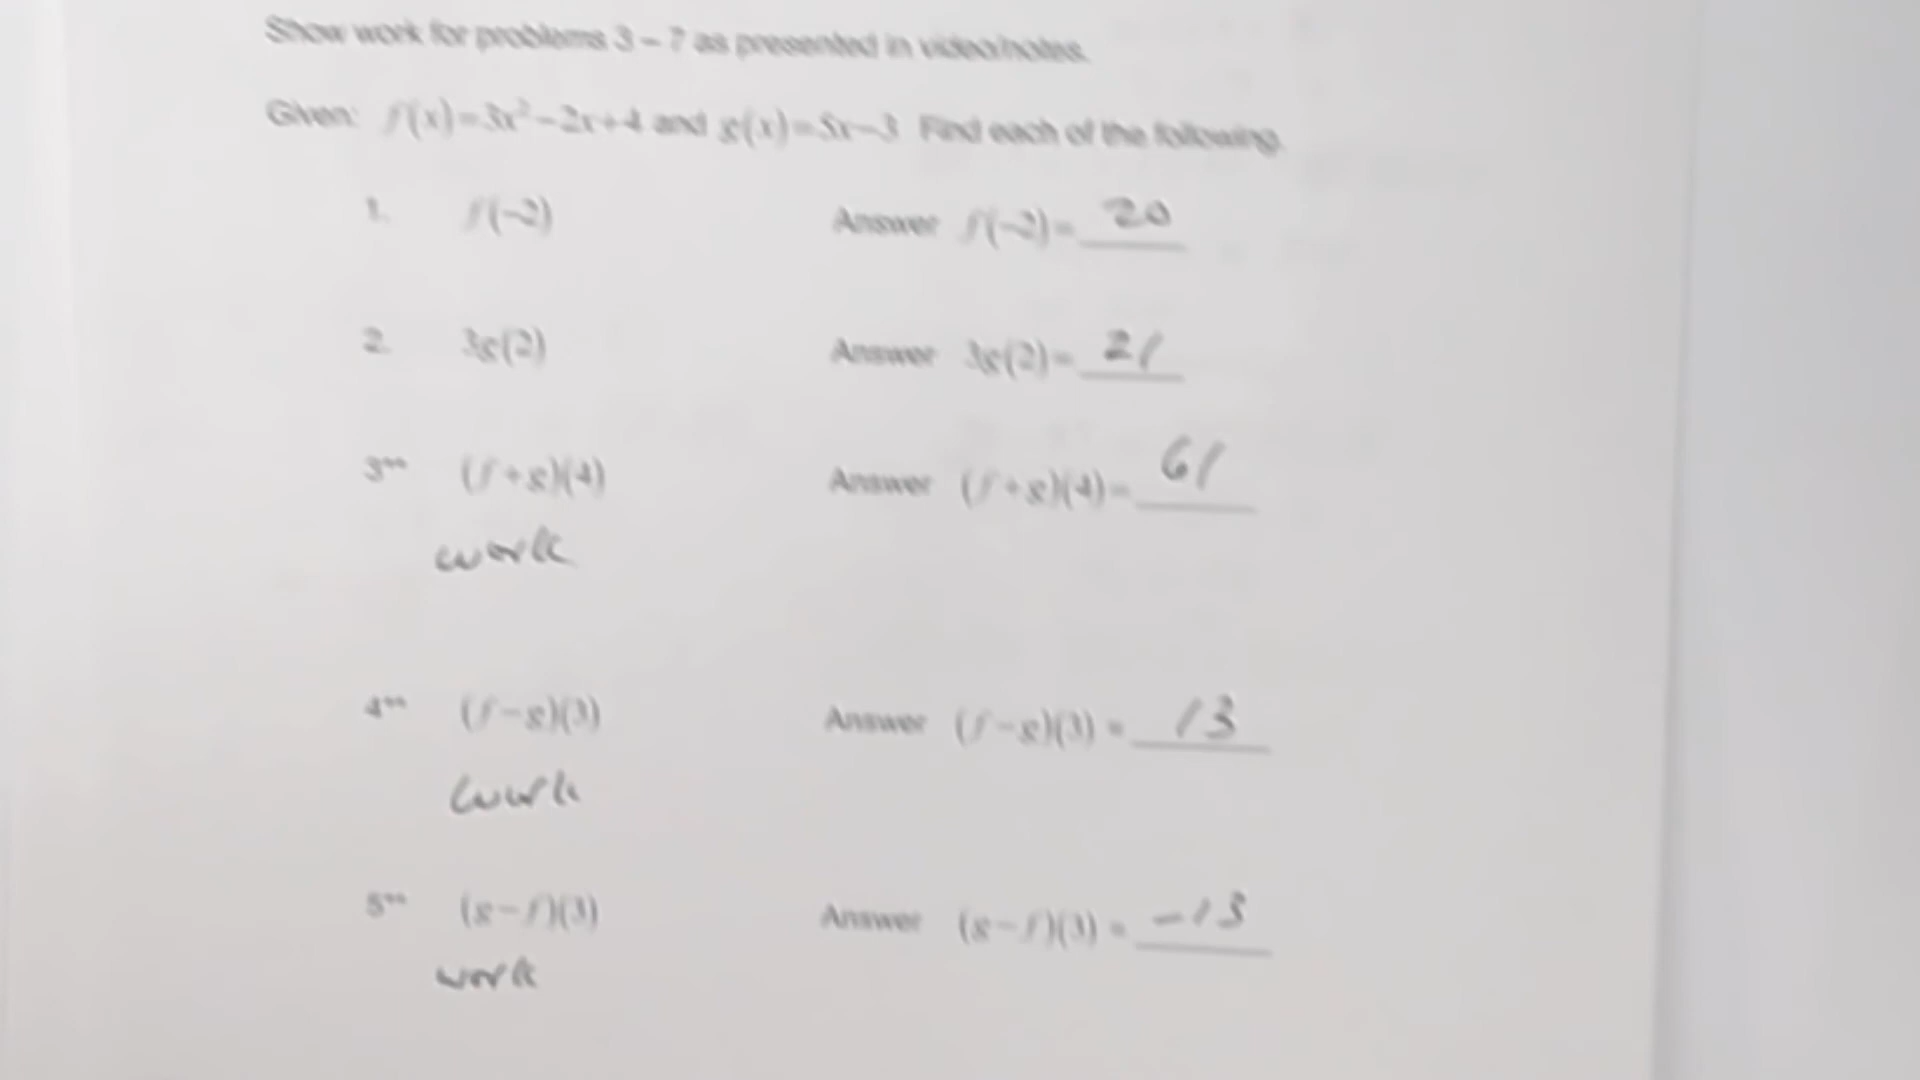 Show work for problems 3 – 7 as presented in video/notes.
Given: f(x)=3x²−2x+4 and g(x)=5x−3 Find each of the following.
1. f(−2) Answer f(−2)= 20
2. 3g(2) Answer 3g(2)= 21
3** (f+g)(4) Answer (f+g)(4)= 61
work
4** (f−g)(3) Answer (f−g)(3) = 13
work
5** (g−f)(3) Answer (g−f)(3) = -13
work